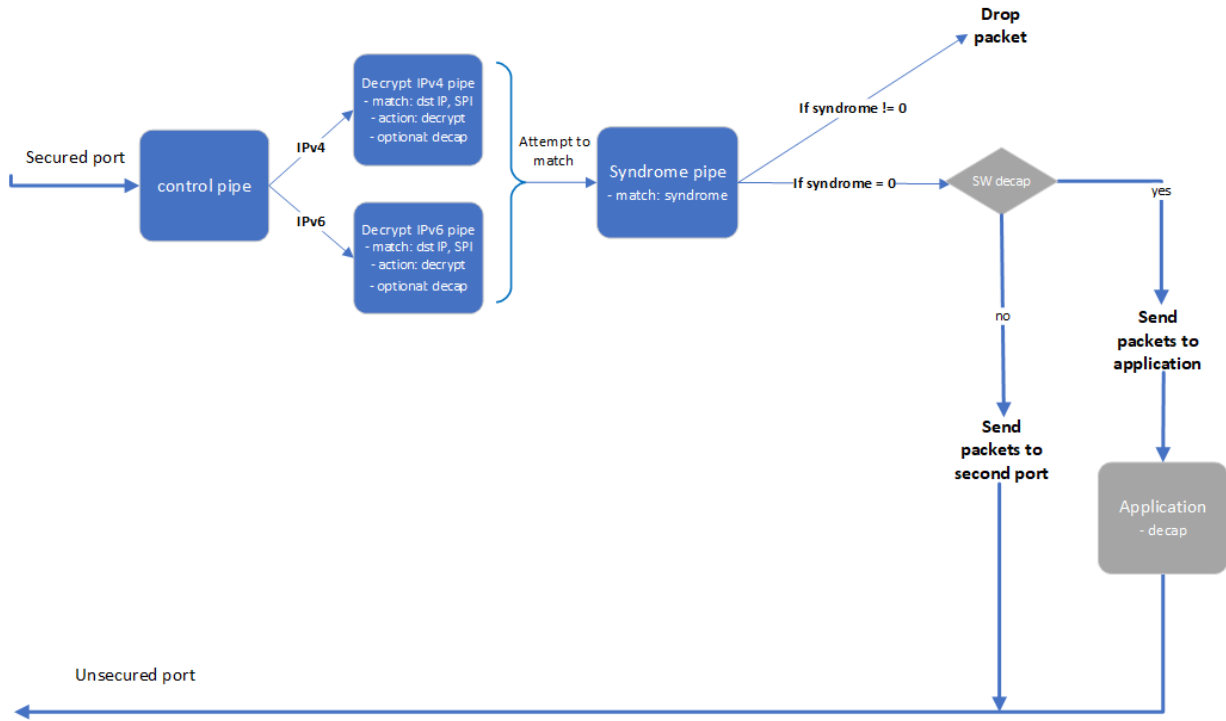 Drop
packet
Decrypt IPv4 pipe
- match: dst IP, SPI
- action: decrypt
- optional: decap
If syndrome != 0
IPv4
Attempt to
match
Secured port
control pipe
Syndrome pipe
- match: syndrome
If syndrome = 0
SW decap
yes
IPv6
Decrypt IPv6 pipe
- match: dst IP, SPI
- action: decrypt
- optional: decap
no
Send
packets to
application
Send
packets to
second port
Application
- decap
Unsecured port